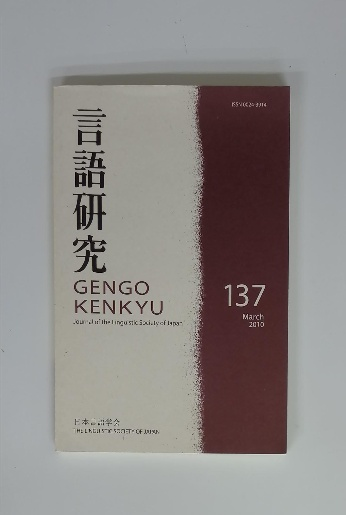 ISSN 0024-3914
言語研究
GENGO
KENKYU
Journal of the Linguistic Society of Japan
137
March
2010
日本言語学会
THE LINGUISTIC SOCIETY OF JAPAN